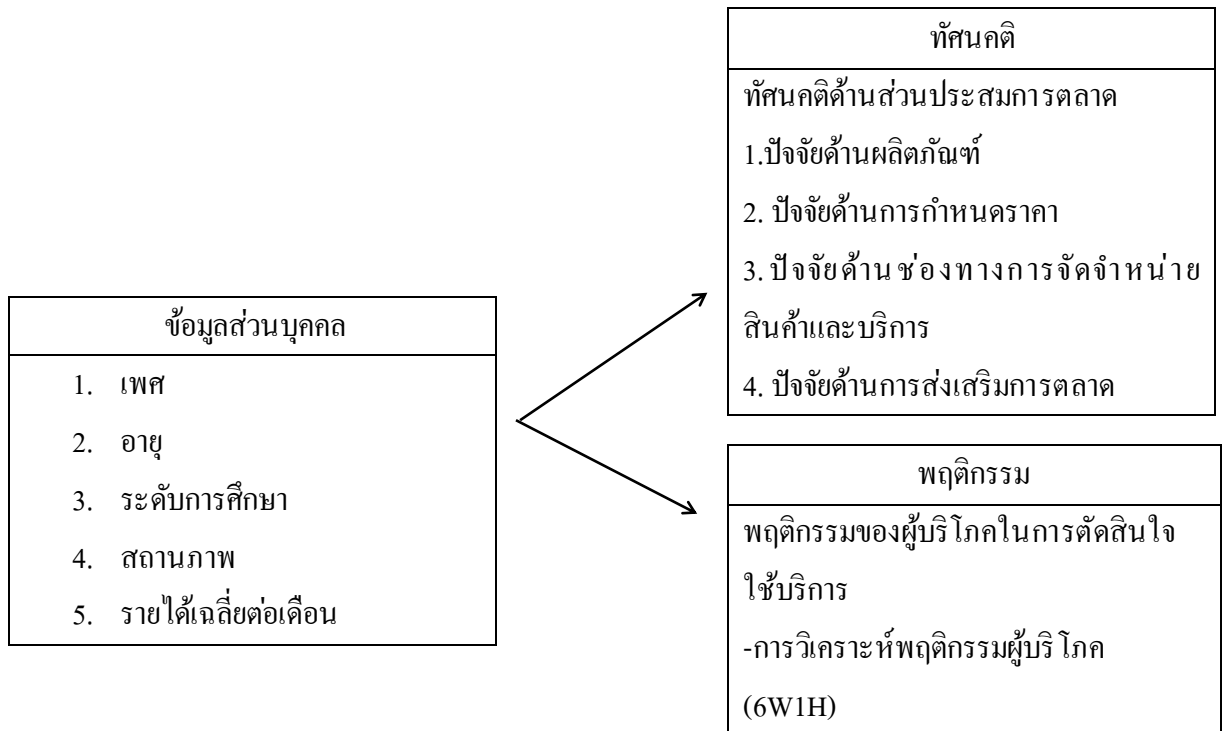 ข้อมูลส่วนบุคคล
1. เพศ
2. อายุ
3. ระดับการศึกษา
4. สถานภาพ
5. รายได้เฉลี่ยต่อเดือน
ทัศนคติ
ทัศนคติด้านส่วนประสมการตลาด
1.ปัจจัยด้านผลิตภัณฑ์
2. ปัจจัยด้านการกำหนดราคา
3. ปัจจัยด้านช่องทางการจัดจำหน่าย
สินค้าและบริการ
4. ปัจจัยด้านการส่งเสริมการตลาด
พฤติกรรม
พฤติกรรมของผู้บริโภคในการตัดสินใจ
ใช้บริการ
-การวิเคราะห์พฤติกรรมผู้บริโภค
(6W1H)